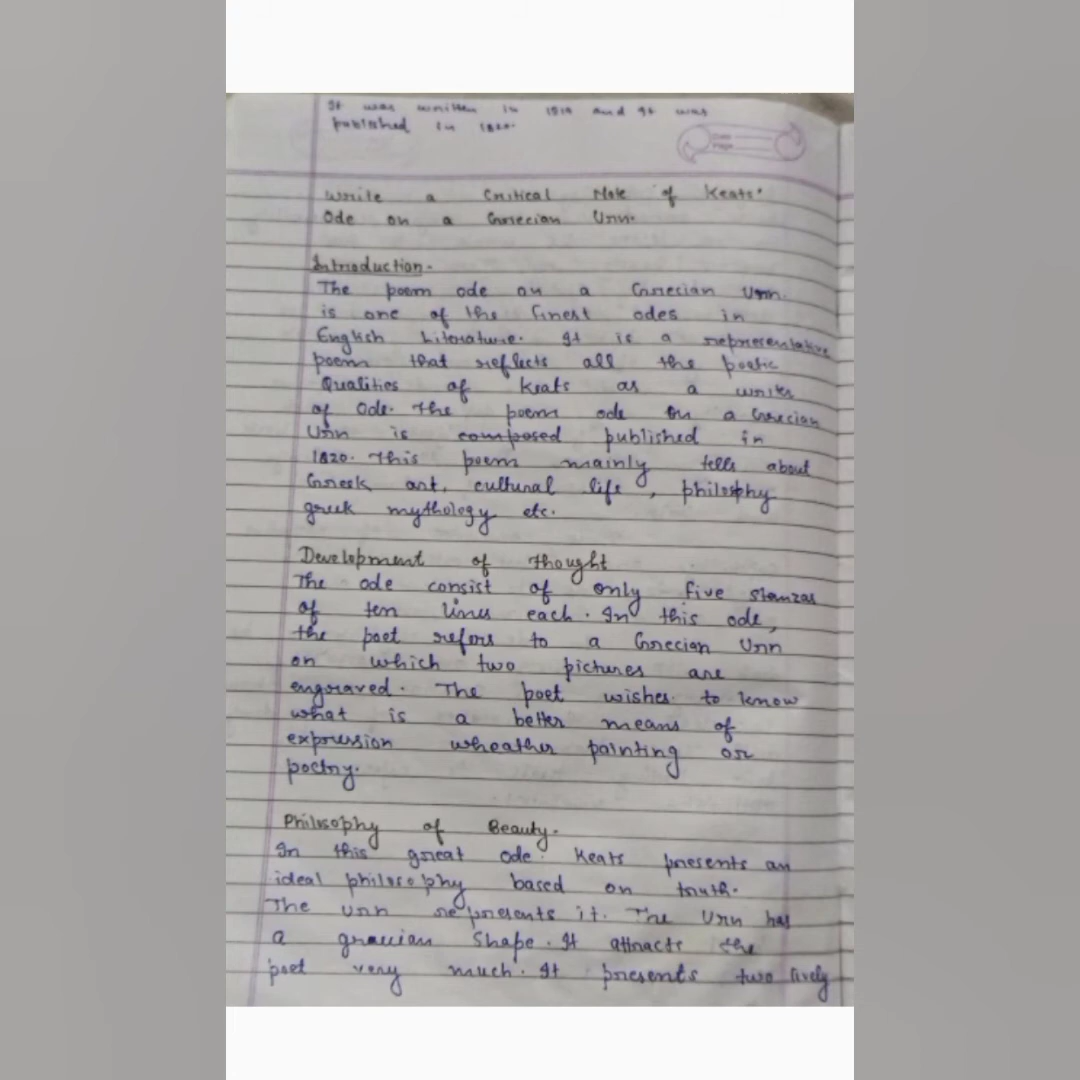 It was written in 1819 and It was
published in 1820.
Date
Page
Write a Critical Note of Keats'
Ode on a Grecian Urn.
Introduction.
The poem ode on a Grecian Urn.
is one of the finest odes in
English Literature. It is a representative
poem that reflects all the poetic
Qualities of Keats as a writer
of Ode. The poem ode on a Grecian
Urn is composed published in
1820. This poem mainly tells about
Greek art, cultural life, philosphy
greek mythology etc.
Development of Thought
The ode consist of only five stanzas
of ten lines each. In this ode,
the poet refers to a Grecian Urn
on which two pictures are
engraved. The poet wishes to know
what is a better means of
expression wheather painting or
poetry.
Philosophy of Beauty.
In this great ode Keats presents an
ideal philosophy based on truth.
The urn represents it. The Urn has
a graecian Shape. It attracts the
poet very much. It presents two lively